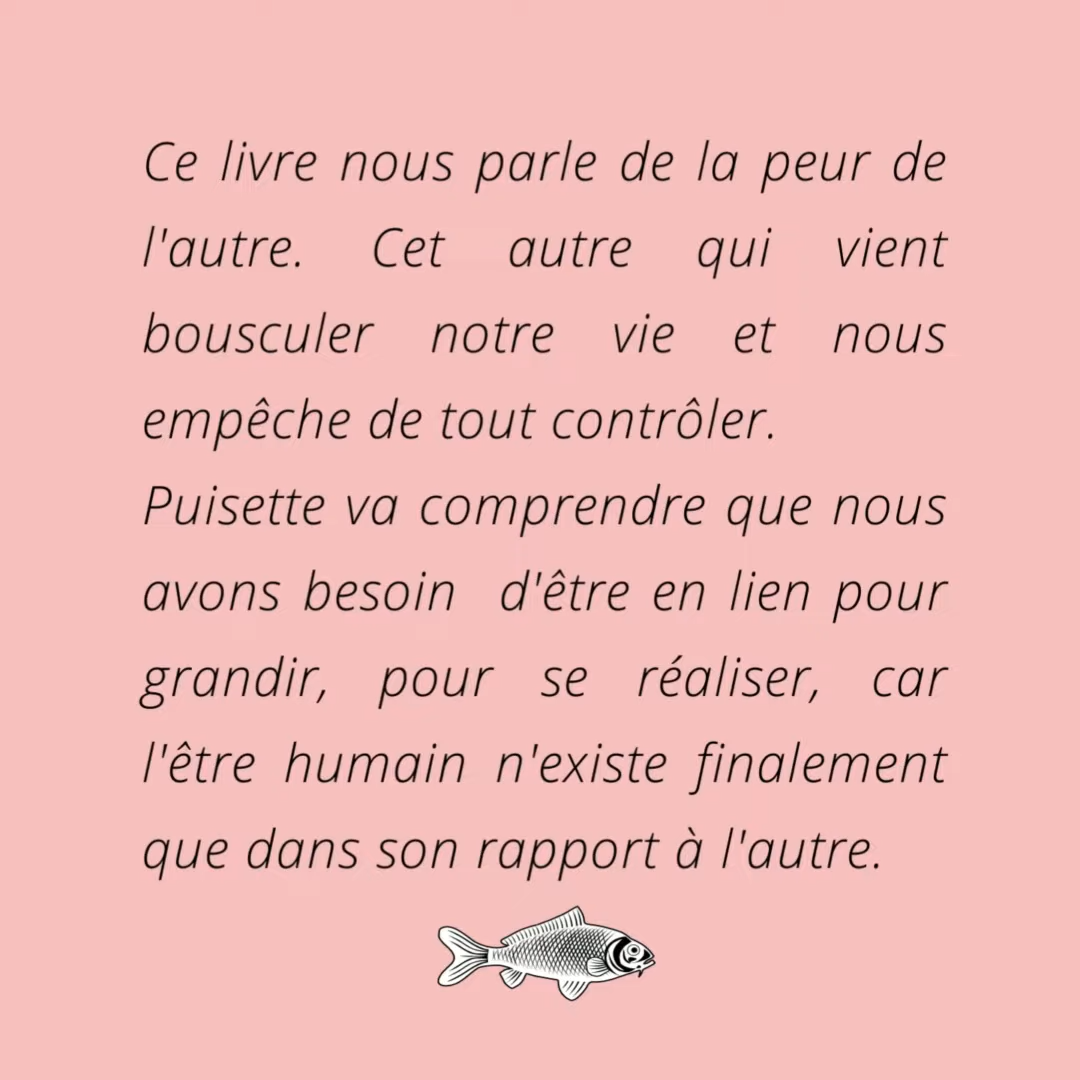 Ce livre nous parle de la peur de
l'autre. Cet autre qui vient
bousculer notre vie et nous
empêche de tout contrôler.
Puisette va comprendre que nous
avons besoin d'être en lien pour
grandir, pour se réaliser, car
l'être humain n'existe finalement
que dans son rapport à l'autre.